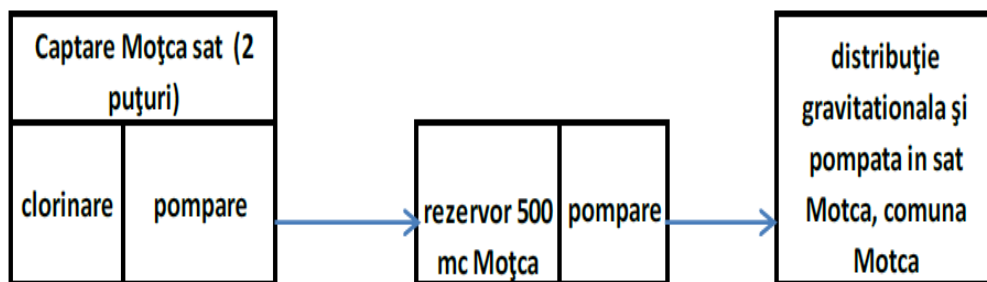 Captare Moţca sat (2
puţuri)
clorinare
pompare
rezervor 500
mc Moţca
pompare
distribuţie
gravitationala şi
pompata in sat
Motca, comuna
Motca